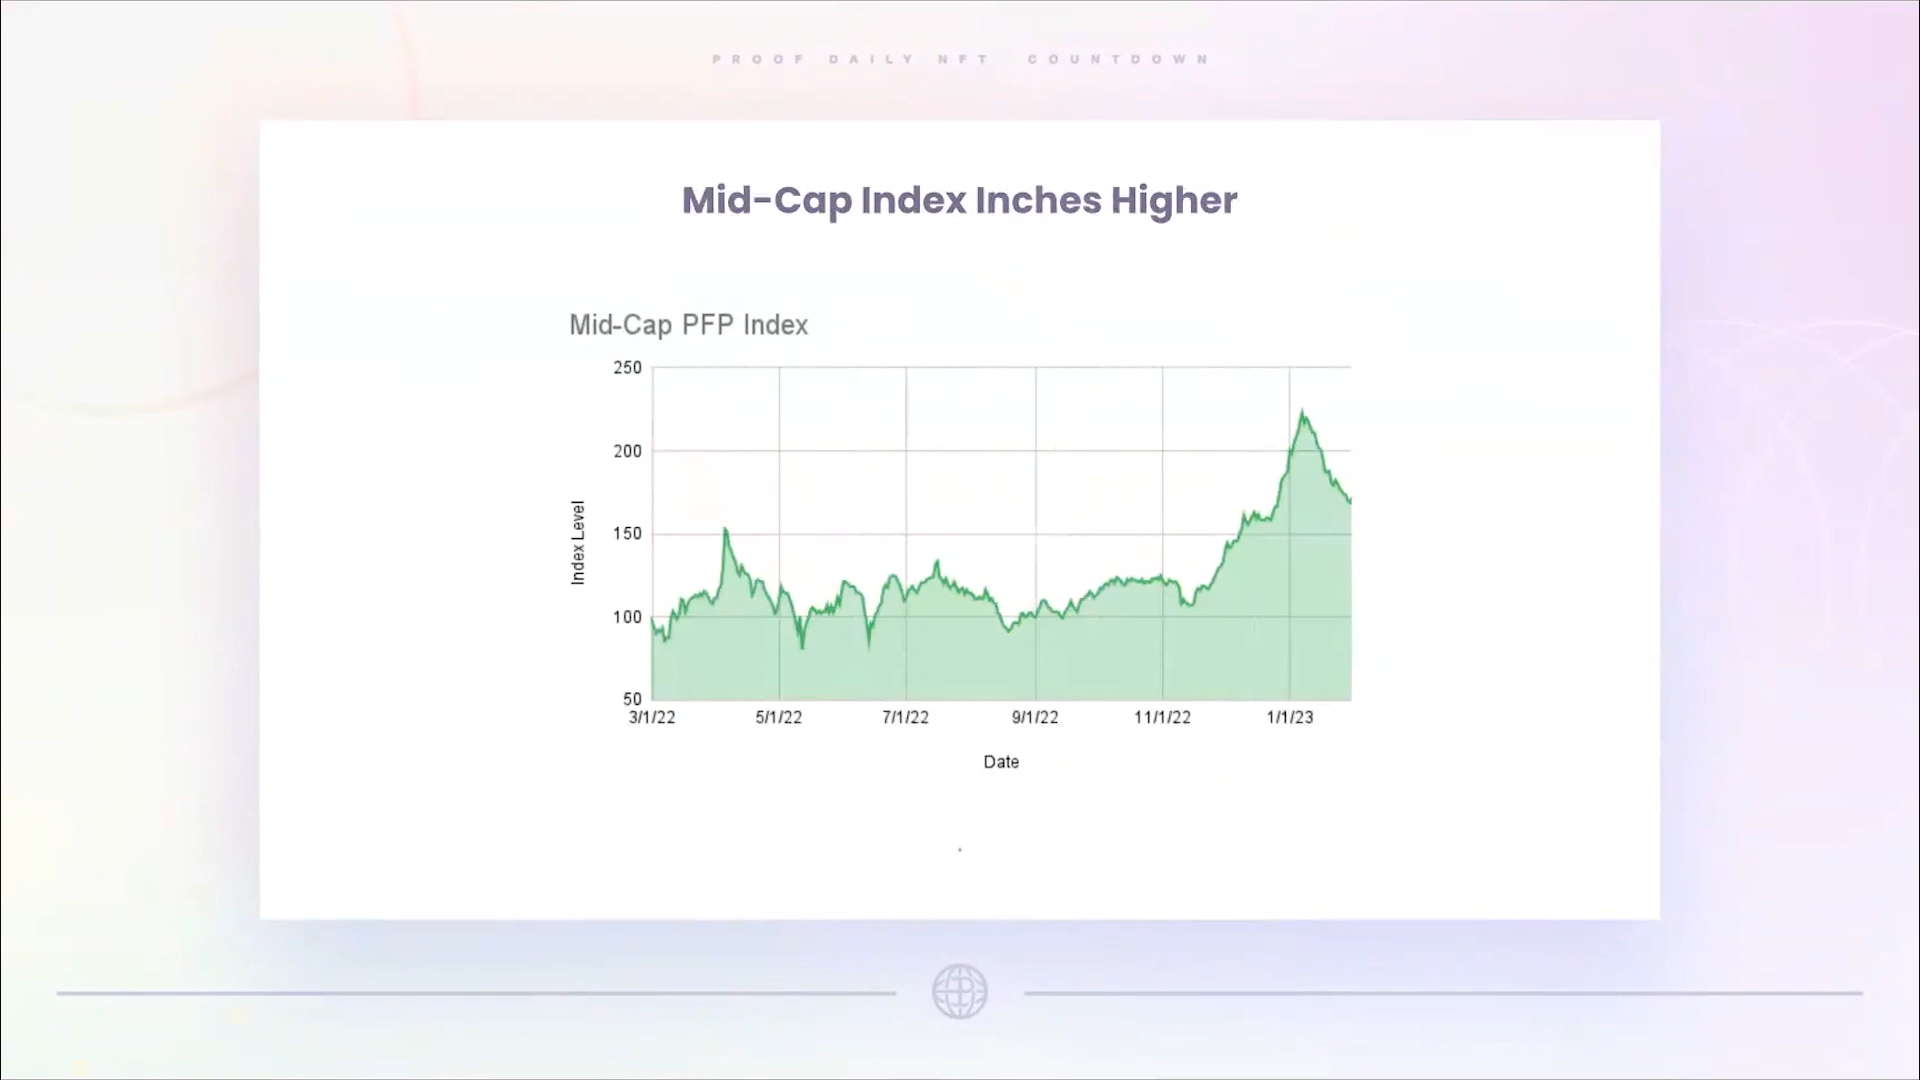 PROOF DAILY NFT COUNTDOWN
Mid-Cap Index Inches Higher
Mid-Cap PFP Index
250
200
150
100
50
Index Level
3/1/22 5/1/22 7/1/22 9/1/22 11/1/22 1/1/23
Date